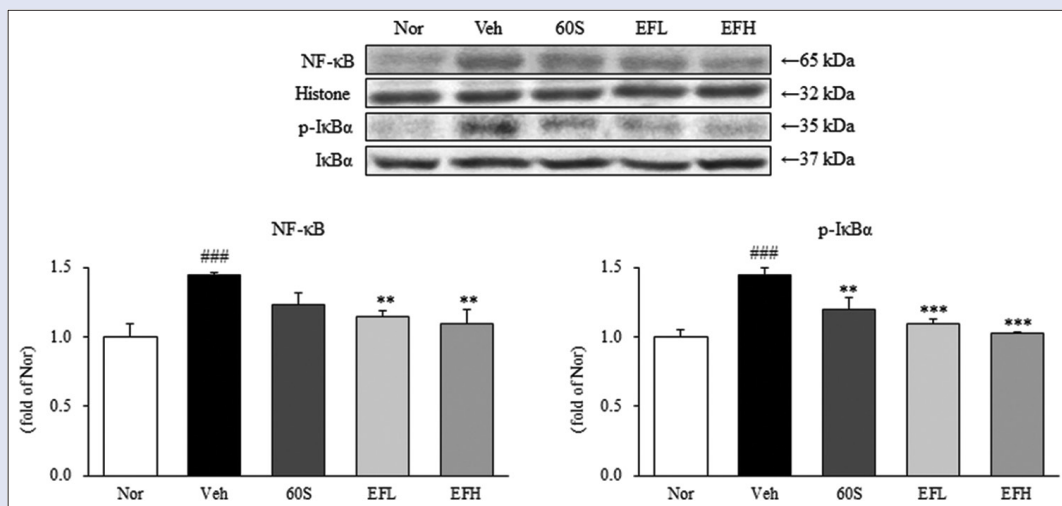 Nor Veh 60S EFL EFH
NF-κB ←65 kDa
Histone ←32 kDa
p-IκBα ←35 kDa
IκBα ←37 kDa
NF-κB
###
1.5
** **
1.0
0.5
0.0
(fold of Nor)
Nor Veh 60S EFL EFH
p-IκBα
###
1.5
**
*** ***
1.0
0.5
0.0
(fold of Nor)
Nor Veh 60S EFL EFH